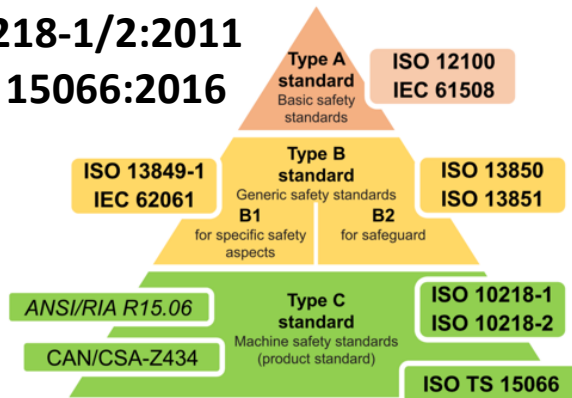 218-1/2:2011
15066:2016
Type A
standard
Basic safety
standards
ISO 12100
IEC 61508
ISO 13849-1
IEC 62061
Type B
standard
Generic safety standards
B1
for specific safety
aspects
B2
for safeguard
ISO 13850
ISO 13851
ANSI/RIA R15.06
CAN/CSA-Z434
Type C
standard
Machine safety standards
(product standard)
ISO 10218-1
ISO 10218-2
ISO TS 15066